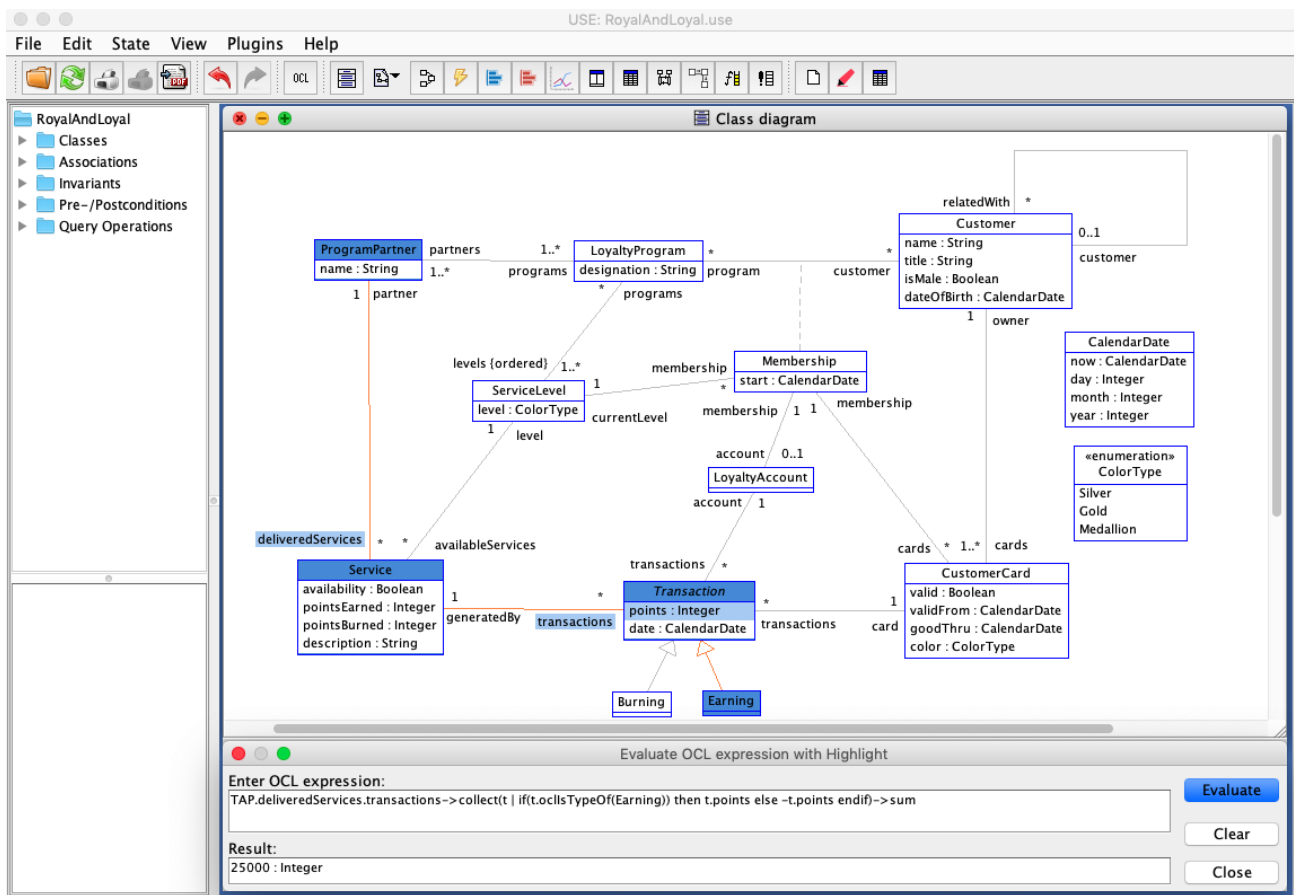 USE: RoyalAndLoyal.use
File Edit State View Plugins Help
PDF
OCL
RoyalAndLoyal
Classes
Associations
Invariants
Pre-/Postconditions
Query Operations
Class diagram
relatedWith *
Customer
name : String
title : String
isMale : Boolean
dateOfBirth : CalendarDate
0..1
customer
ProgramPartner
name : String
partners
1..*
1..*
programs
LoyaltyProgram
designation : String
*
program
*
customer
1 partner
*
programs
1
owner
CalendarDate
now : CalendarDate
day : Integer
month : Integer
year : Integer
levels {ordered} 1..*
membership
*
Membership
start : CalendarDate
ServiceLevel
level : ColorType
1
currentLevel
1
level
membership 1
1 membership
«enumeration»
ColorType
Silver
Gold
Medallion
account 0..1
LoyaltyAccount
account 1
deliveredServices * * availableServices
cards * 1..* cards
transactions *
Service
availability : Boolean
pointsEarned : Integer
pointsBurned : Integer
description : String
1
generatedBy
*
transactions
Transaction
points : Integer
date : CalendarDate
*
transactions
1
card
CustomerCard
valid : Boolean
validFrom : CalendarDate
goodThru : CalendarDate
color : ColorType
Burning
Earning
Evaluate OCL expression with Highlight
Enter OCL expression:
TAP.deliveredServices.transactions->collect(t | if(t.oclIsTypeOf(Earning)) then t.points else -t.points endif)->sum
Evaluate
Clear
Result:
25000 : Integer
Close